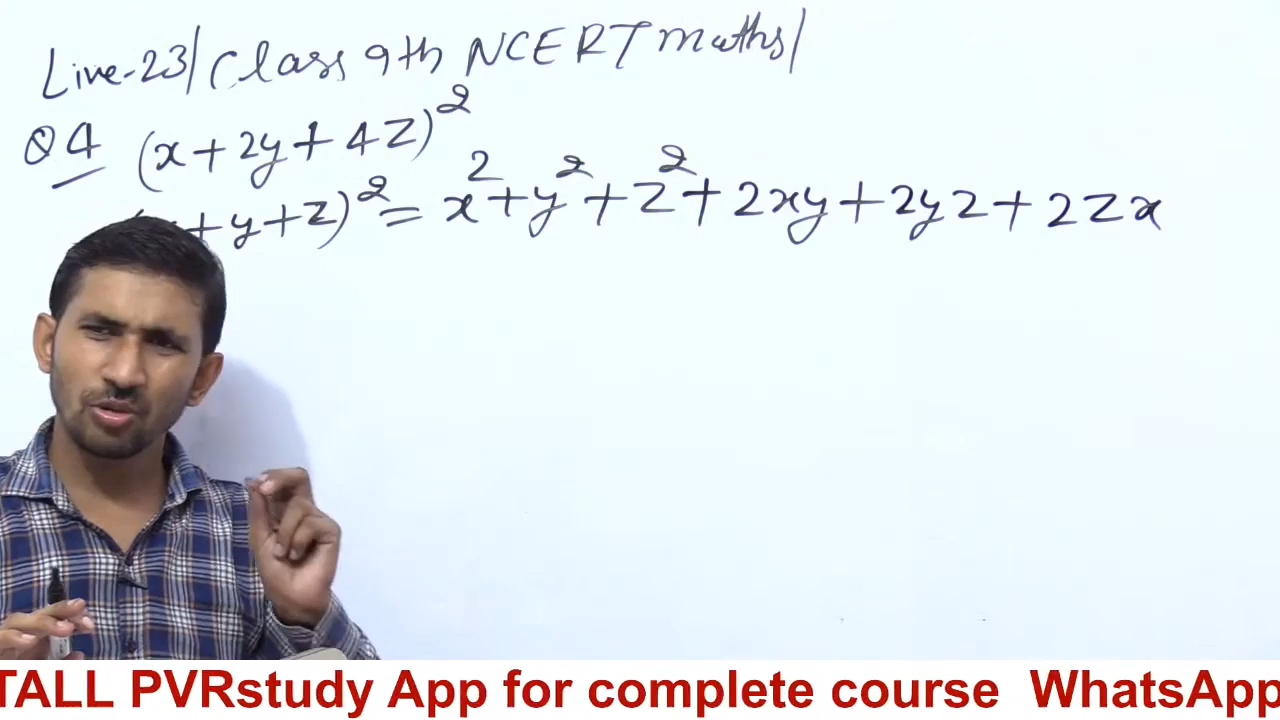 Live-23/Class 9th NCERT maths/
Q4 (x+2y+4Z)²
+y+z)² = x²+y²+z²+2xy+2yz+2zx
TALL PVRstudy App for complete course WhatsApp